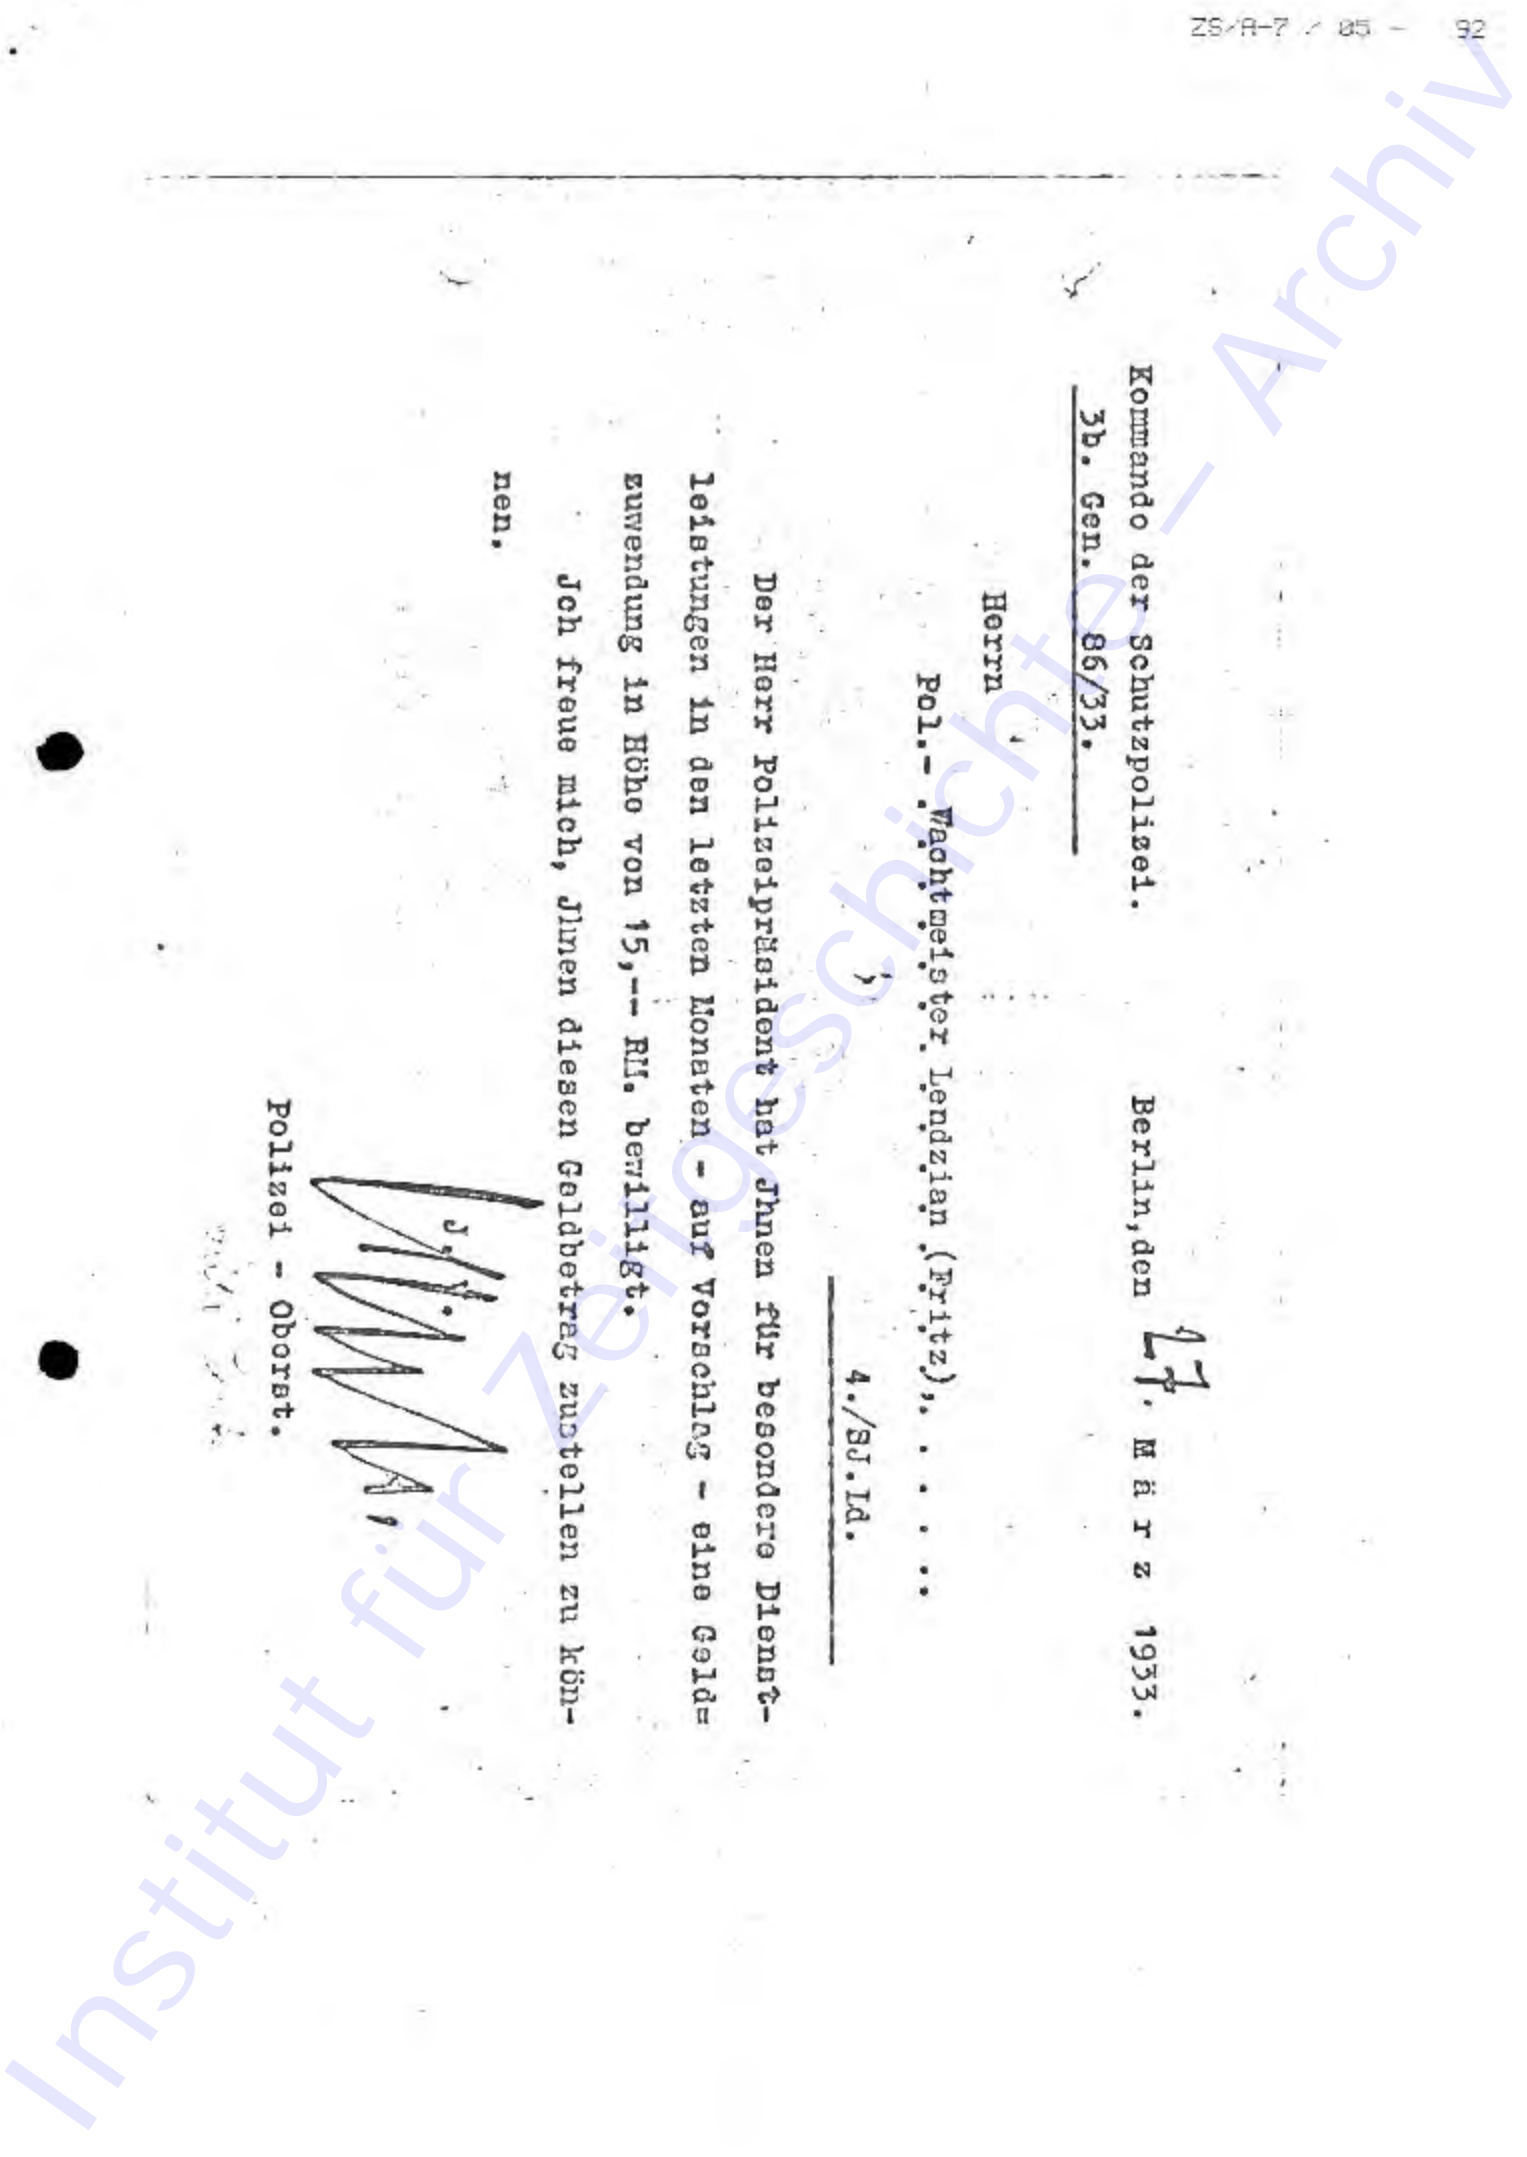 ZS/A-7 / 05 - 92
Kommando der Schutzpolizei. Berlin,den 27. März 1933.
3b. Gen. 86/33.
Herrn
Pol.- Wachtmeister Lendzian (Fritz), . . . . .
4./SJ.Ld.
Der Herr Polizeipräsident hat Jhnen für besondere Dienst-
leistungen in den letzten Monaten - auf Vorschlag - eine Geld=
zuwendung in Höhe von 15,-- RM. bewilligt.
Jch freue mich, Jhnen diesen Geldbetrag zustellen zu kön-
nen.
J. V.
Polizei - Oberst.
Institut für Zeitgeschichte - Archiv